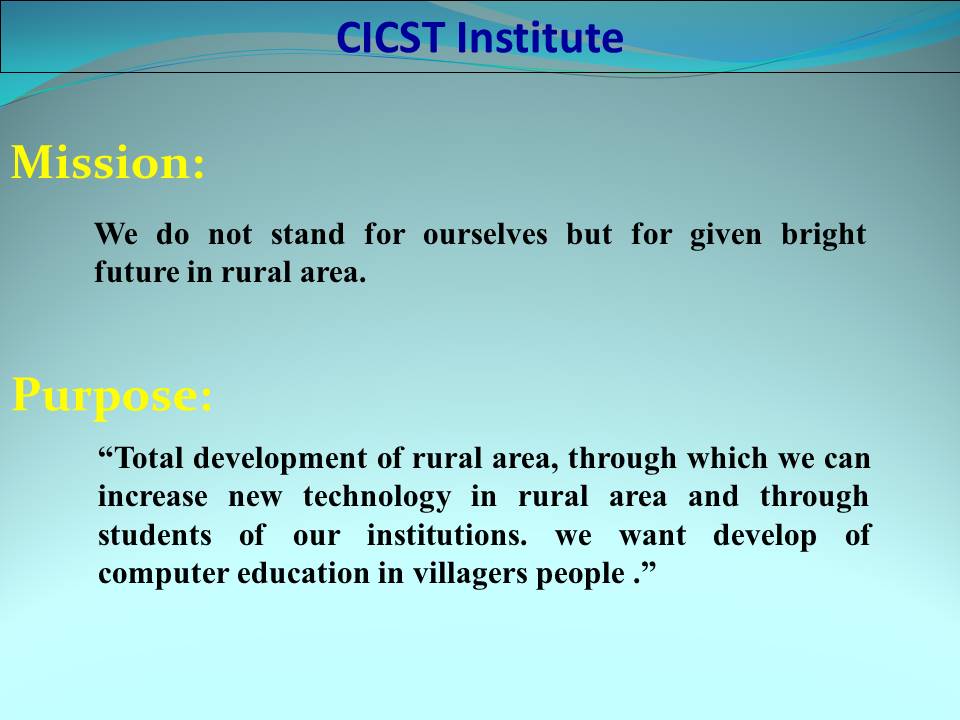 CICST Institute
Mission:
We do not stand for ourselves but for given bright
future in rural area.
Purpose:
“Total development of rural area, through which we can
increase new technology in rural area and through
students of our institutions. we want develop of
computer education in villagers people .”